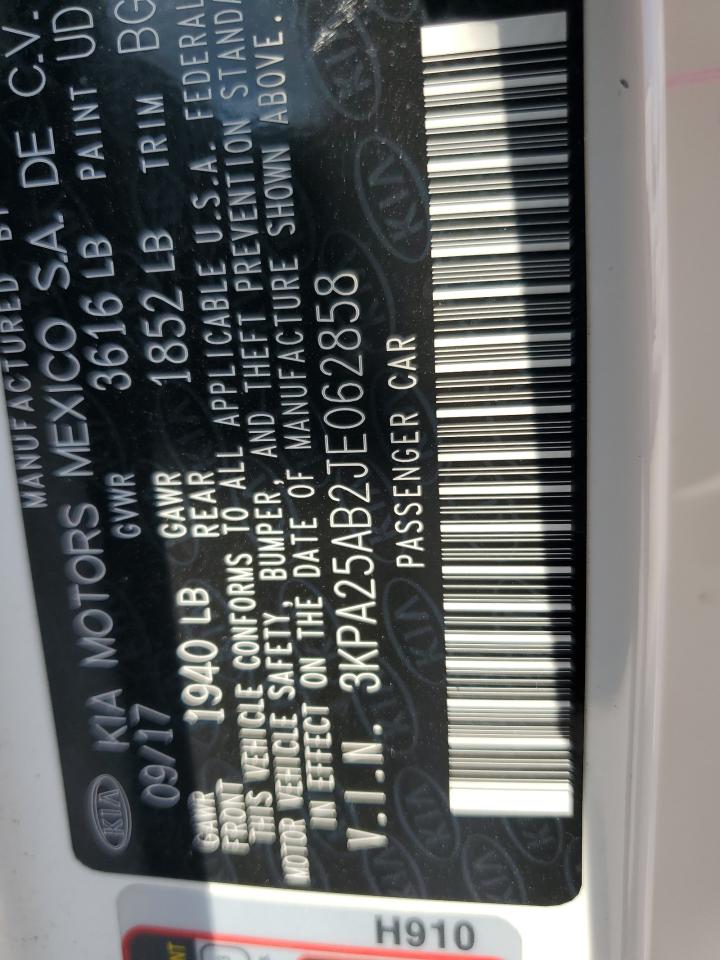 MANUFACTURED BY
KIA MOTORS MEXICO S.A. DE C.V.
09/17 GVWR 3616 LB PAINT UD
GAWR FRONT 1940 LB GAWR REAR 1852 LB TRIM BG
THIS VEHICLE CONFORMS TO ALL APPLICABLE U.S.A. FEDERAL
MOTOR VEHICLE SAFETY, BUMPER, AND THEFT PREVENTION
IN EFFECT ON THE DATE OF MANUFACTURE SHOWN ABOVE.
V.I.N. 3KPA25AB2JE062858
PASSENGER CAR
KIA
H910